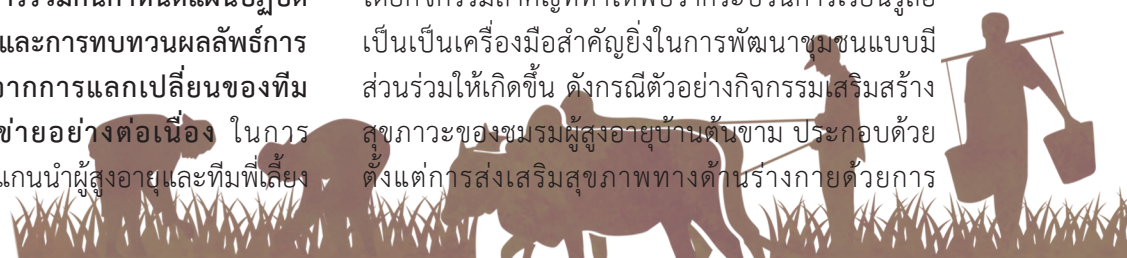 และการทบทวนผลลัพธ์การ
จากการแลกเปลี่ยนของทีม
ข่ายอย่างต่อเนื่อง ในการ
แกนนำผู้สูงอายุและทีมพี่เลี้ยง
เป็นเป็นเครื่องมือสำคัญยิ่งในการพัฒนาชุมชนแบบมี
ส่วนร่วมให้เกิดขึ้น ดังกรณีตัวอย่างกิจกรรมเสริมสร้าง
สุขภาวะของชมรมผู้สูงอายุบ้านต้นขาม ประกอบด้วย
ตั้งแต่การส่งเสริมสุขภาพทางด้านร่างกายด้วยการ